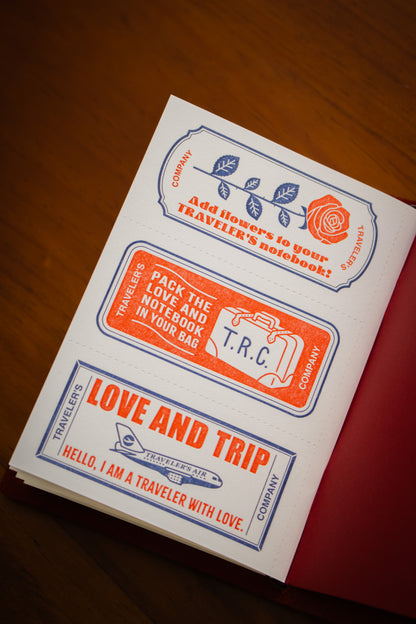 COMPANY
Add flowers to your
TRAVELER'S notebook!
TRAVELER'S
TRAVELER'S
PACK THE
LOVE AND
NOTEBOOK
IN YOUR BAG
T.R.C.
COMPANY
TRAVELER'S
LOVE AND TRIP
TRAVELER'S AIR
HELLO, I AM A TRAVELER WITH LOVE.
COMPANY